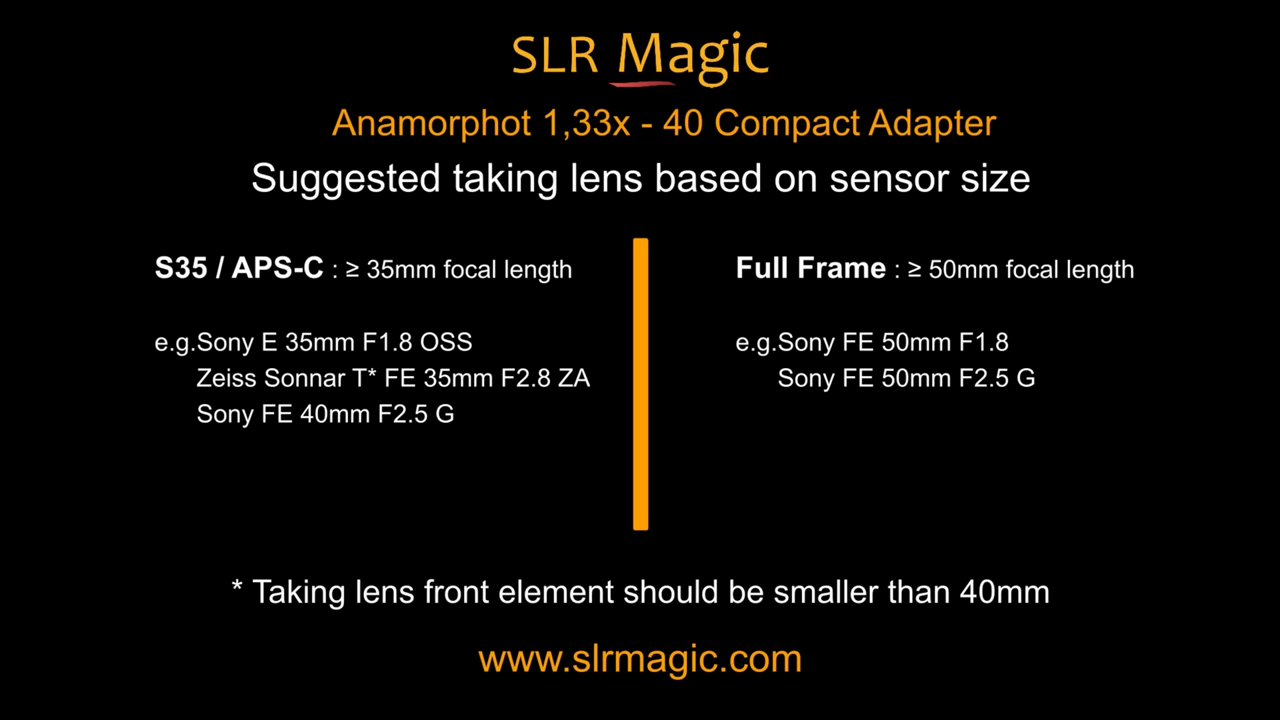 SLR Magic
Anamorphot 1,33x - 40 Compact Adapter
Suggested taking lens based on sensor size
S35 / APS-C : ≥ 35mm focal length
e.g.Sony E 35mm F1.8 OSS
Zeiss Sonnar T* FE 35mm F2.8 ZA
Sony FE 40mm F2.5 G
Full Frame : ≥ 50mm focal length
e.g.Sony FE 50mm F1.8
Sony FE 50mm F2.5 G
* Taking lens front element should be smaller than 40mm
www.slrmagic.com